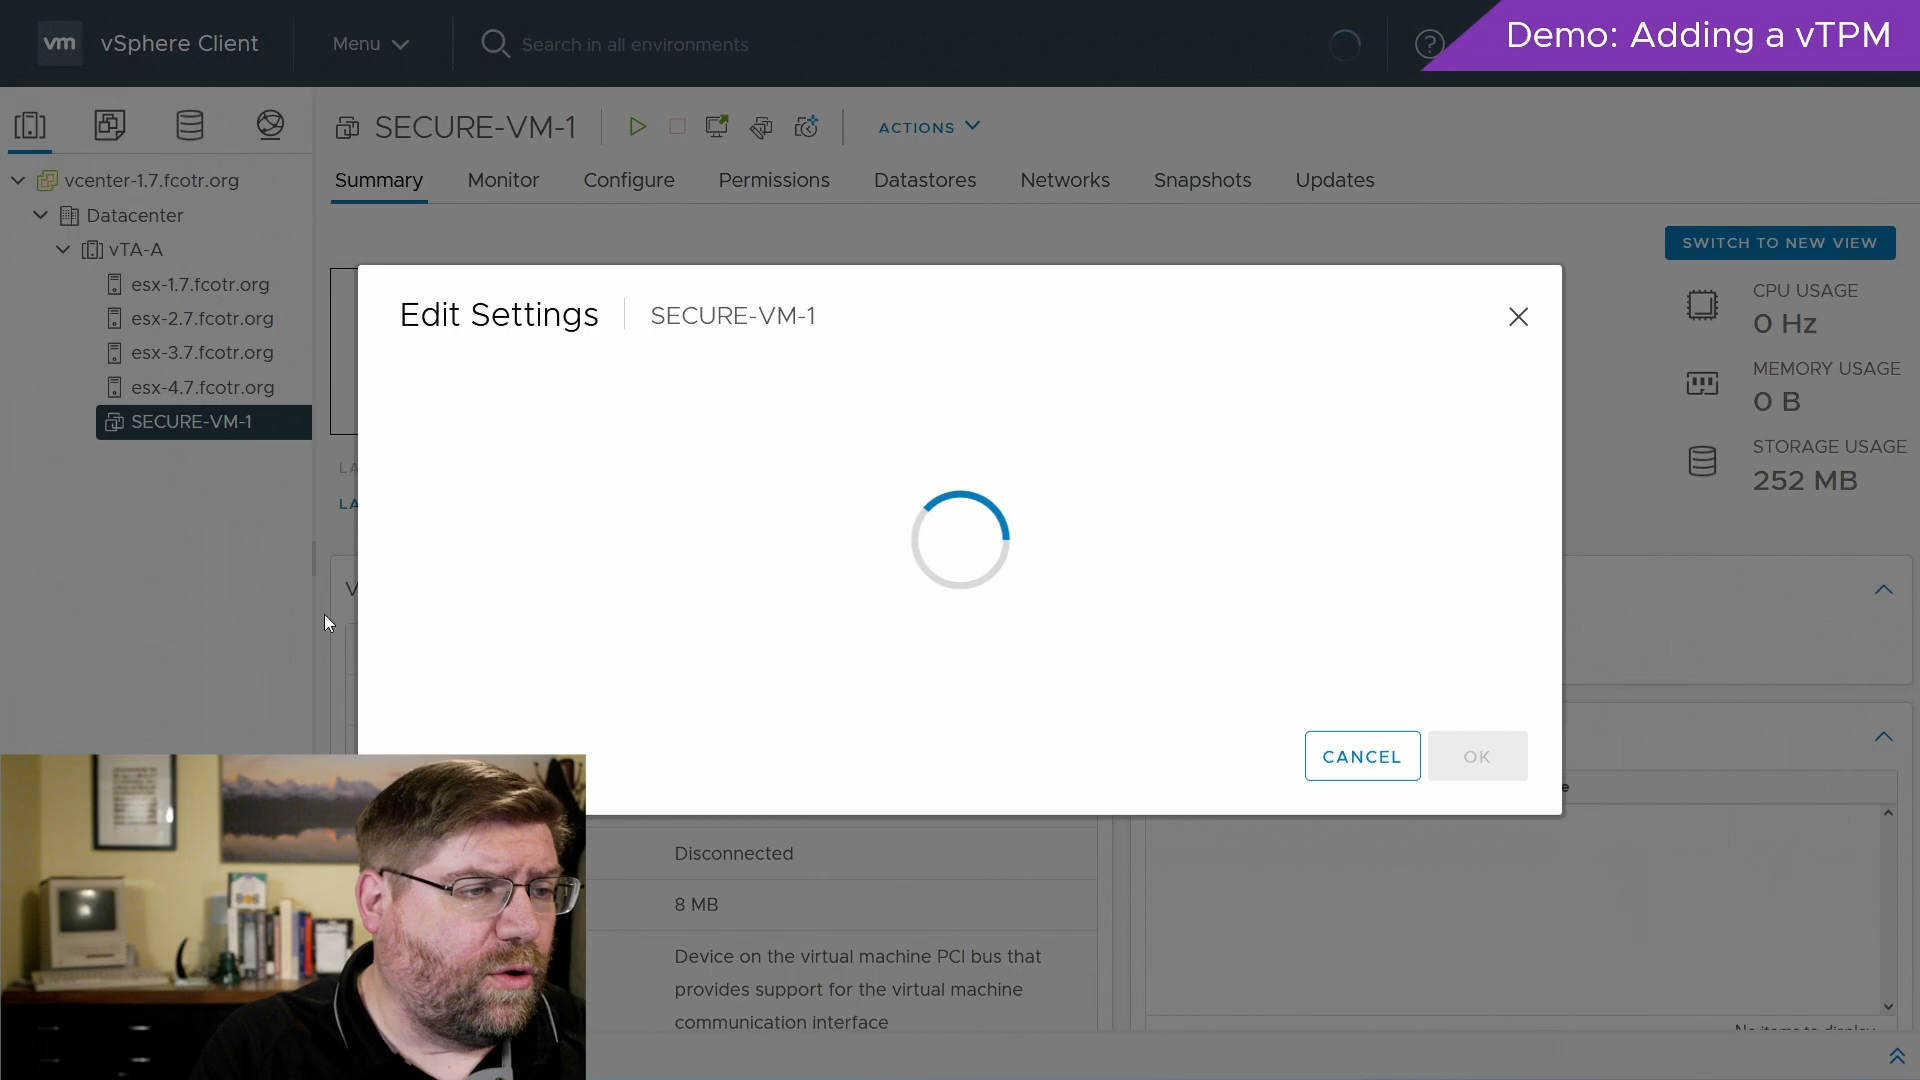 vm vSphere Client Menu Search in all environments
Demo: Adding a vTPM
SECURE-VM-1 ACTIONS
Summary Monitor Configure Permissions Datastores Networks Snapshots Updates
vcenter-1.7.fcotr.org
Datacenter
vTA-A
esx-1.7.fcotr.org
esx-2.7.fcotr.org
esx-3.7.fcotr.org
esx-4.7.fcotr.org
SECURE-VM-1
SWITCH TO NEW VIEW
CPU USAGE
0 Hz
MEMORY USAGE
0 B
STORAGE USAGE
252 MB
Edit Settings SECURE-VM-1
CANCEL OK
Disconnected
8 MB
Device on the virtual machine PCI bus that
provides support for the virtual machine
communication interface
No items to display